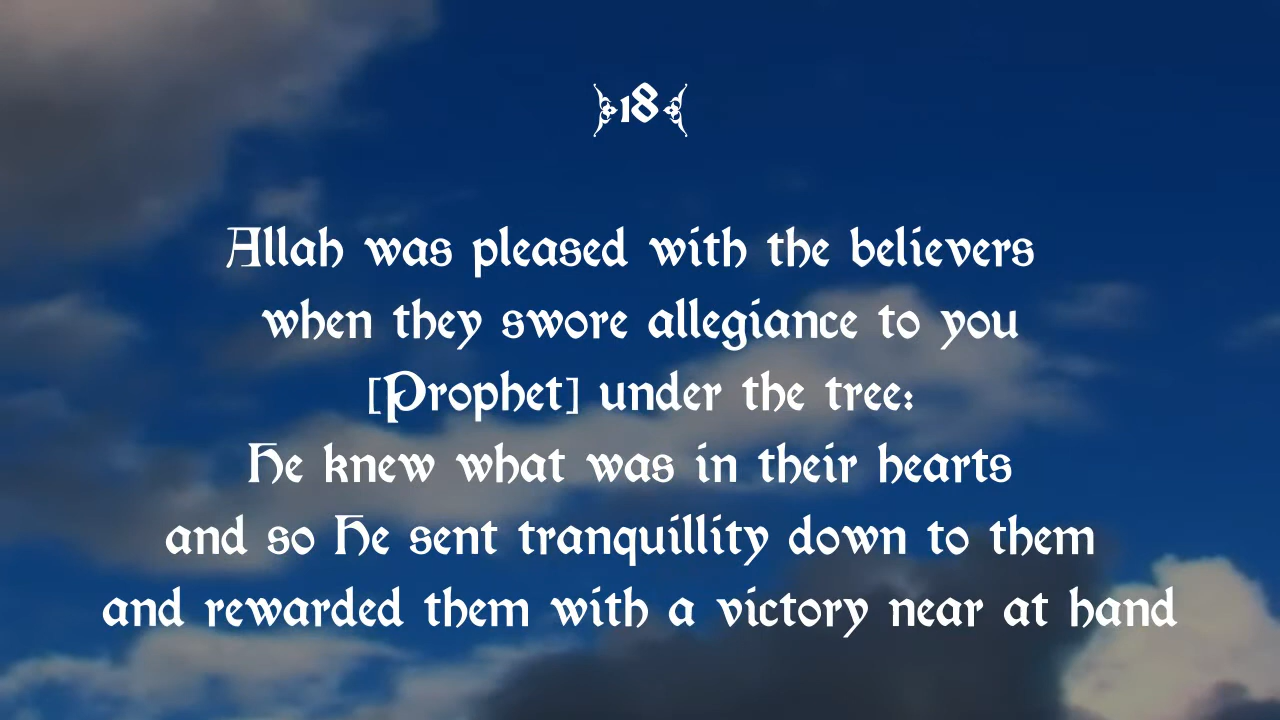 18
Allah was pleased with the believers
when they swore allegiance to you
[Prophet] under the tree:
He knew what was in their hearts
and so He sent tranquillity down to them
and rewarded them with a victory near at hand